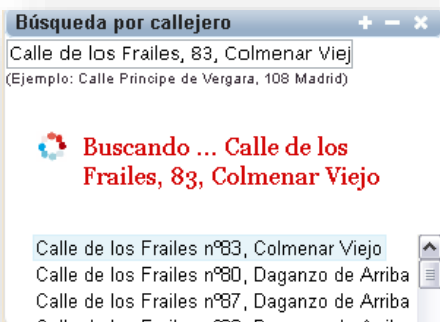 Búsqueda por callejero
Calle de los Frailes, 83, Colmenar Viej
(Ejemplo: Calle Principe de Vergara, 108 Madrid)
Buscando ... Calle de los
Frailes, 83, Colmenar Viejo
Calle de los Frailes nº83, Colmenar Viejo
Calle de los Frailes nº80, Daganzo de Arriba
Calle de los Frailes nº87, Daganzo de Arriba